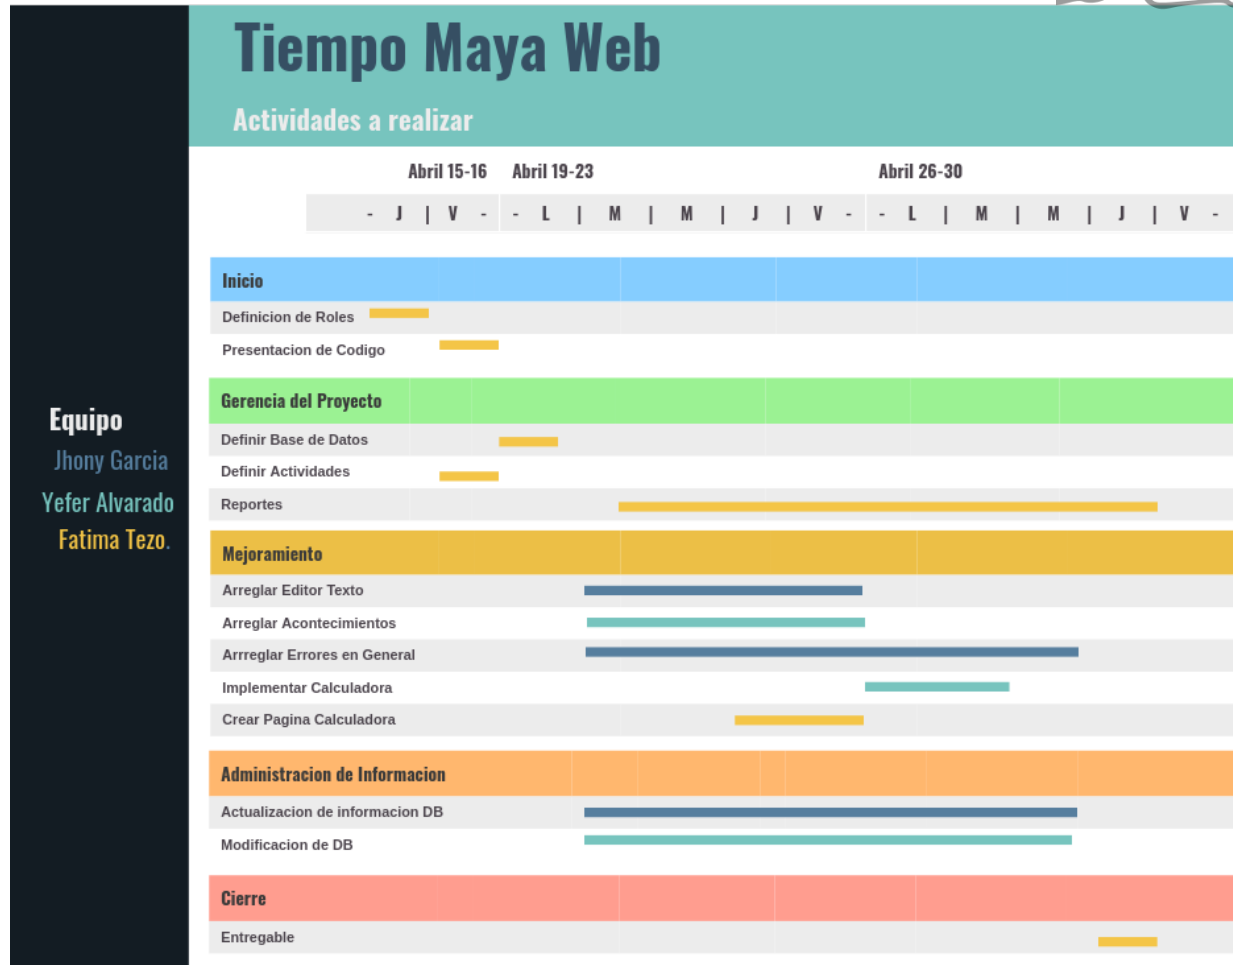 Tiempo Maya Web
Actividades a realizar
Abril 15-16 Abril 19-23 Abril 26-30
- J | V - - L | M | M | J | V - - L | M | M | J | V -
Inicio
Definicion de Roles
Presentacion de Codigo
Gerencia del Proyecto
Definir Base de Datos
Definir Actividades
Reportes
Mejoramiento
Arreglar Editor Texto
Arreglar Acontecimientos
Arrreglar Errores en General
Implementar Calculadora
Crear Pagina Calculadora
Administracion de Informacion
Actualizacion de informacion DB
Modificacion de DB
Cierre
Entregable
Equipo
Jhony Garcia
Yefer Alvarado
Fatima Tezo.